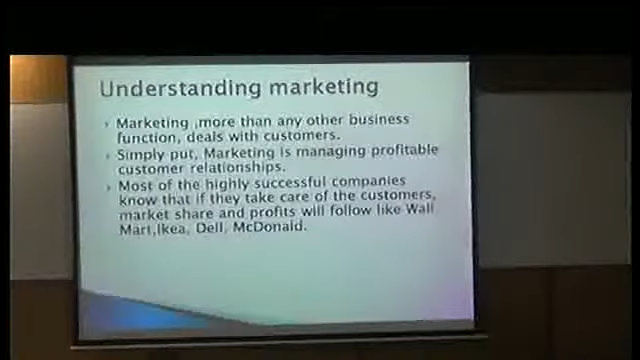 Understanding marketing
Marketing ,more than any other business
function, deals with customers.
Simply put, Marketing is managing profitable
customer relationships.
Most of the highly successful companies
know that if they take care of the customers,
market share and profits will follow like Wall
Mart,Ikea, Dell, McDonald.